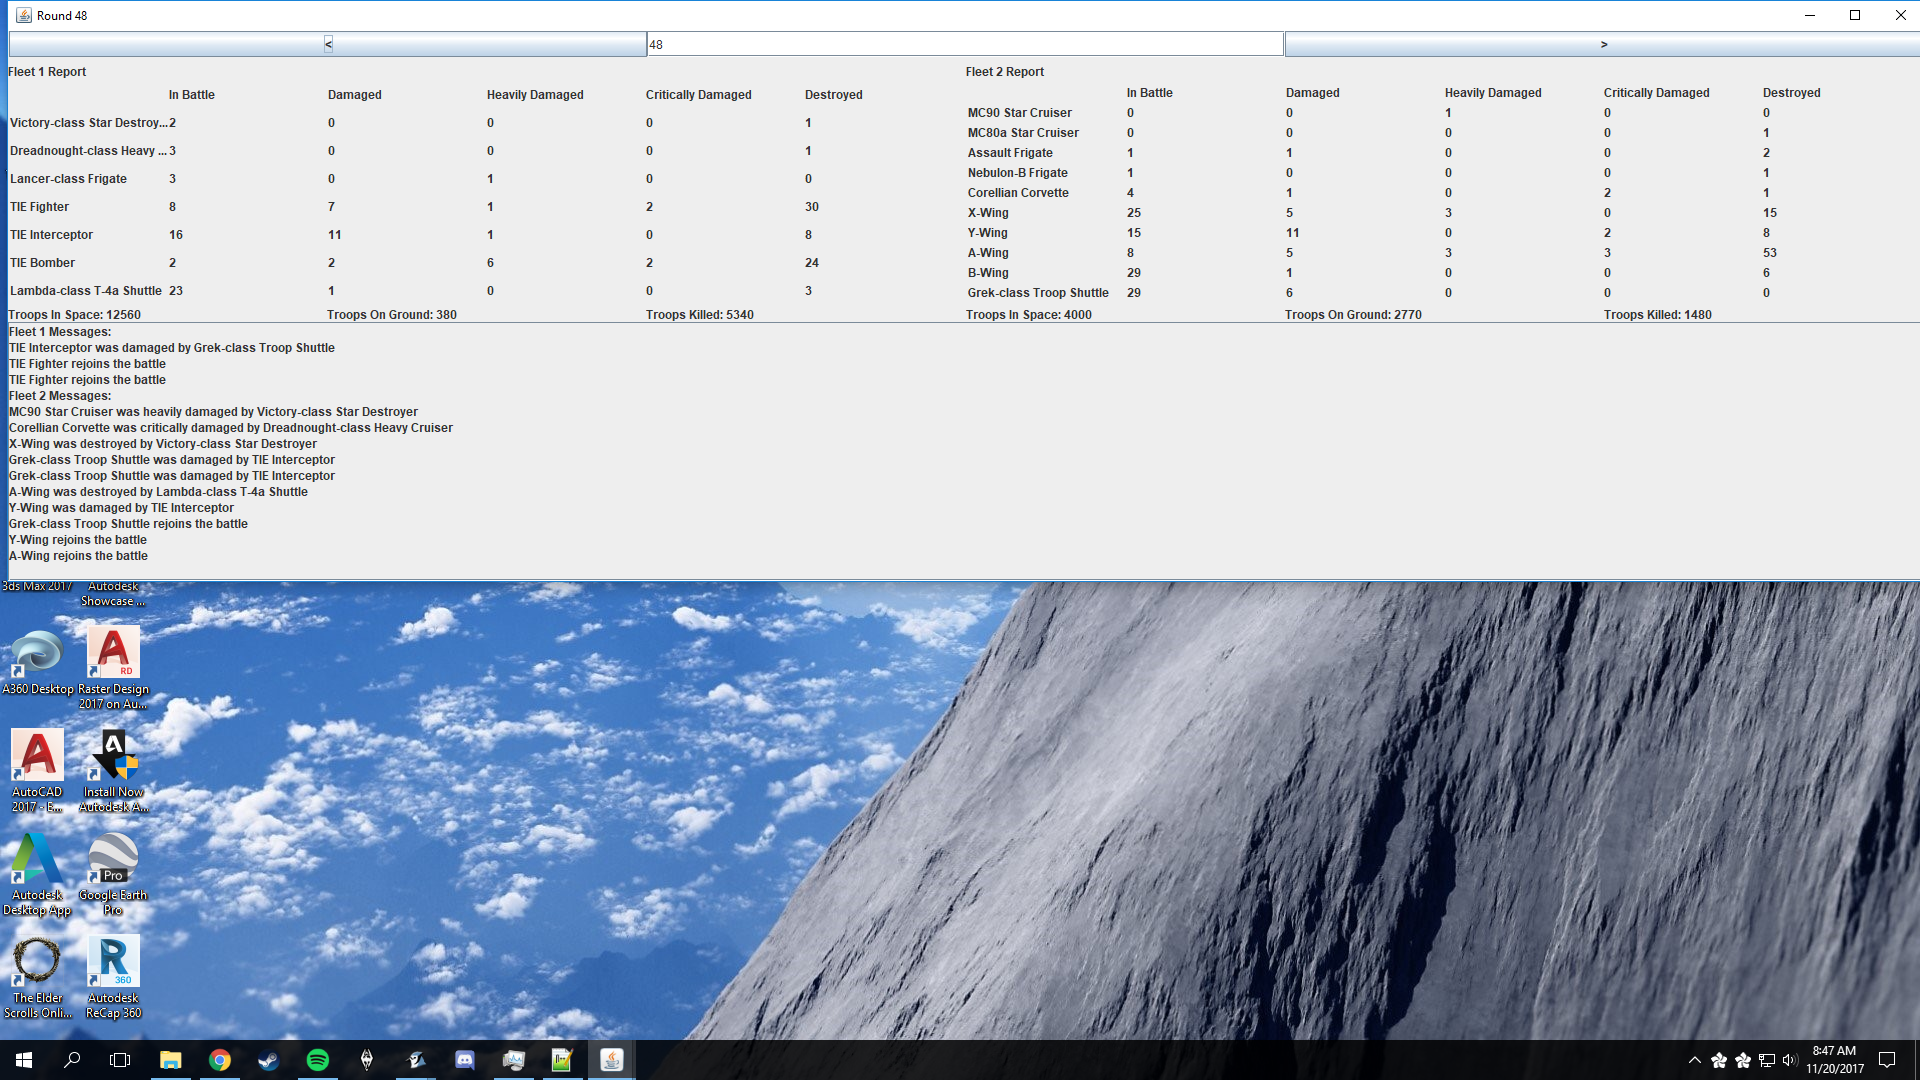 Round 48
< 48 >
Fleet 1 Report
In Battle Damaged Heavily Damaged Critically Damaged Destroyed
Victory-class Star Destroy... 2 0 0 0 1
Dreadnought-class Heavy ... 3 0 0 0 1
Lancer-class Frigate 3 0 1 0 0
TIE Fighter 8 7 1 2 30
TIE Interceptor 16 11 1 0 8
TIE Bomber 2 2 6 2 24
Lambda-class T-4a Shuttle 23 1 0 0 3
Troops In Space: 12560 Troops On Ground: 380 Troops Killed: 5340
Fleet 2 Report
In Battle Damaged Heavily Damaged Critically Damaged Destroyed
MC90 Star Cruiser 0 0 1 0 0
MC80a Star Cruiser 0 0 0 0 1
Assault Frigate 1 1 0 0 2
Nebulon-B Frigate 1 0 0 0 1
Corellian Corvette 4 1 0 2 1
X-Wing 25 5 3 0 15
Y-Wing 15 11 0 2 8
A-Wing 8 5 3 3 53
B-Wing 29 1 0 0 6
Grek-class Troop Shuttle 29 6 0 0 0
Troops In Space: 4000 Troops On Ground: 2770 Troops Killed: 1480
Fleet 1 Messages:
TIE Interceptor was damaged by Grek-class Troop Shuttle
TIE Fighter rejoins the battle
TIE Fighter rejoins the battle
Fleet 2 Messages:
MC90 Star Cruiser was heavily damaged by Victory-class Star Destroyer
Corellian Corvette was critically damaged by Dreadnought-class Heavy Cruiser
X-Wing was destroyed by Victory-class Star Destroyer
Grek-class Troop Shuttle was damaged by TIE Interceptor
Grek-class Troop Shuttle was damaged by TIE Interceptor
A-Wing was destroyed by Lambda-class T-4a Shuttle
Y-Wing was damaged by TIE Interceptor
Grek-class Troop Shuttle rejoins the battle
Y-Wing rejoins the battle
A-Wing rejoins the battle
3ds Max 2017
Autodesk
Showcase ...
A360 Desktop
RD
Raster Design
2017 on Au...
AutoCAD
2017 - E...
Install Now
Autodesk A...
Autodesk
Desktop App
Pro
Google Earth
Pro
The Elder
Scrolls Onli...
R
360
Autodesk
ReCap 360
8:47 AM
11/20/2017